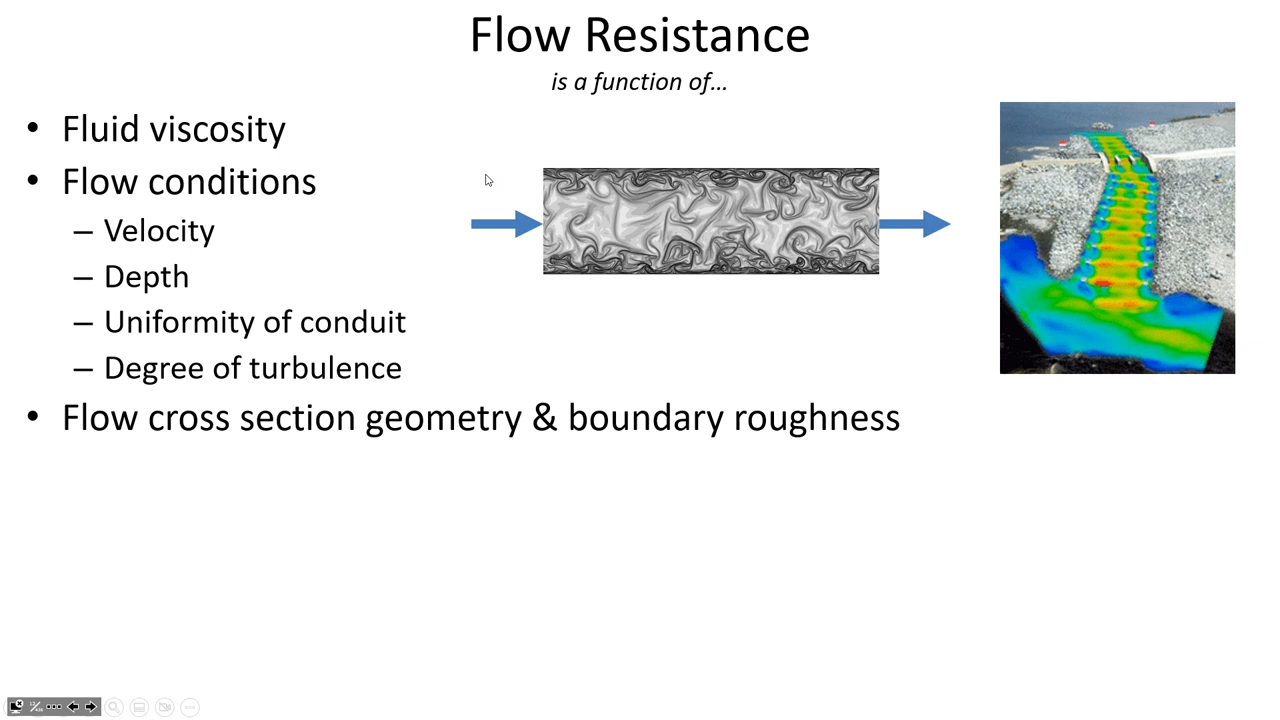 Flow Resistance
is a function of…
• Fluid viscosity
• Flow conditions
– Velocity
– Depth
– Uniformity of conduit
– Degree of turbulence
• Flow cross section geometry & boundary roughness